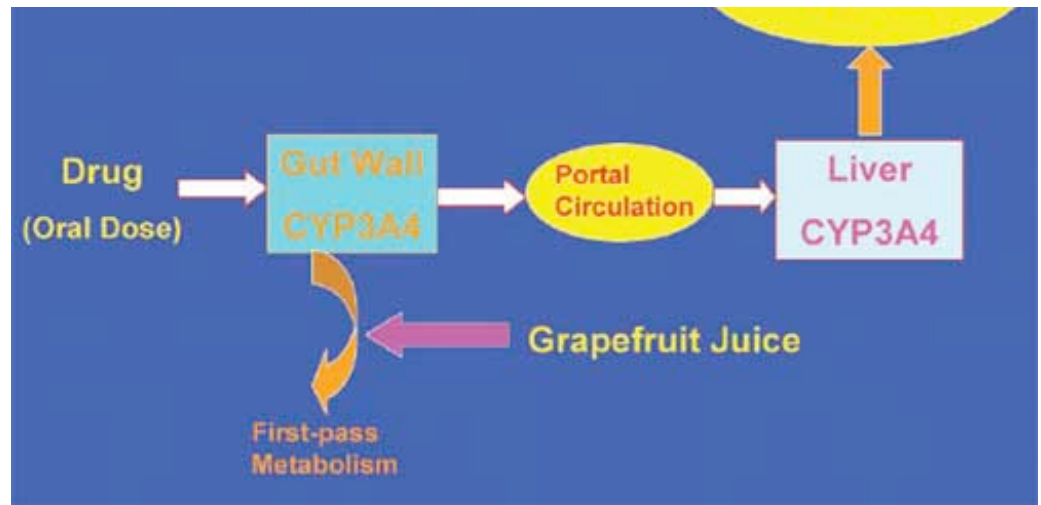 Drug
(Oral Dose)
Gut Wall
CYP3A4
Portal
Circulation
Liver
CYP3A4
Grapefruit Juice
First-pass
Metabolism